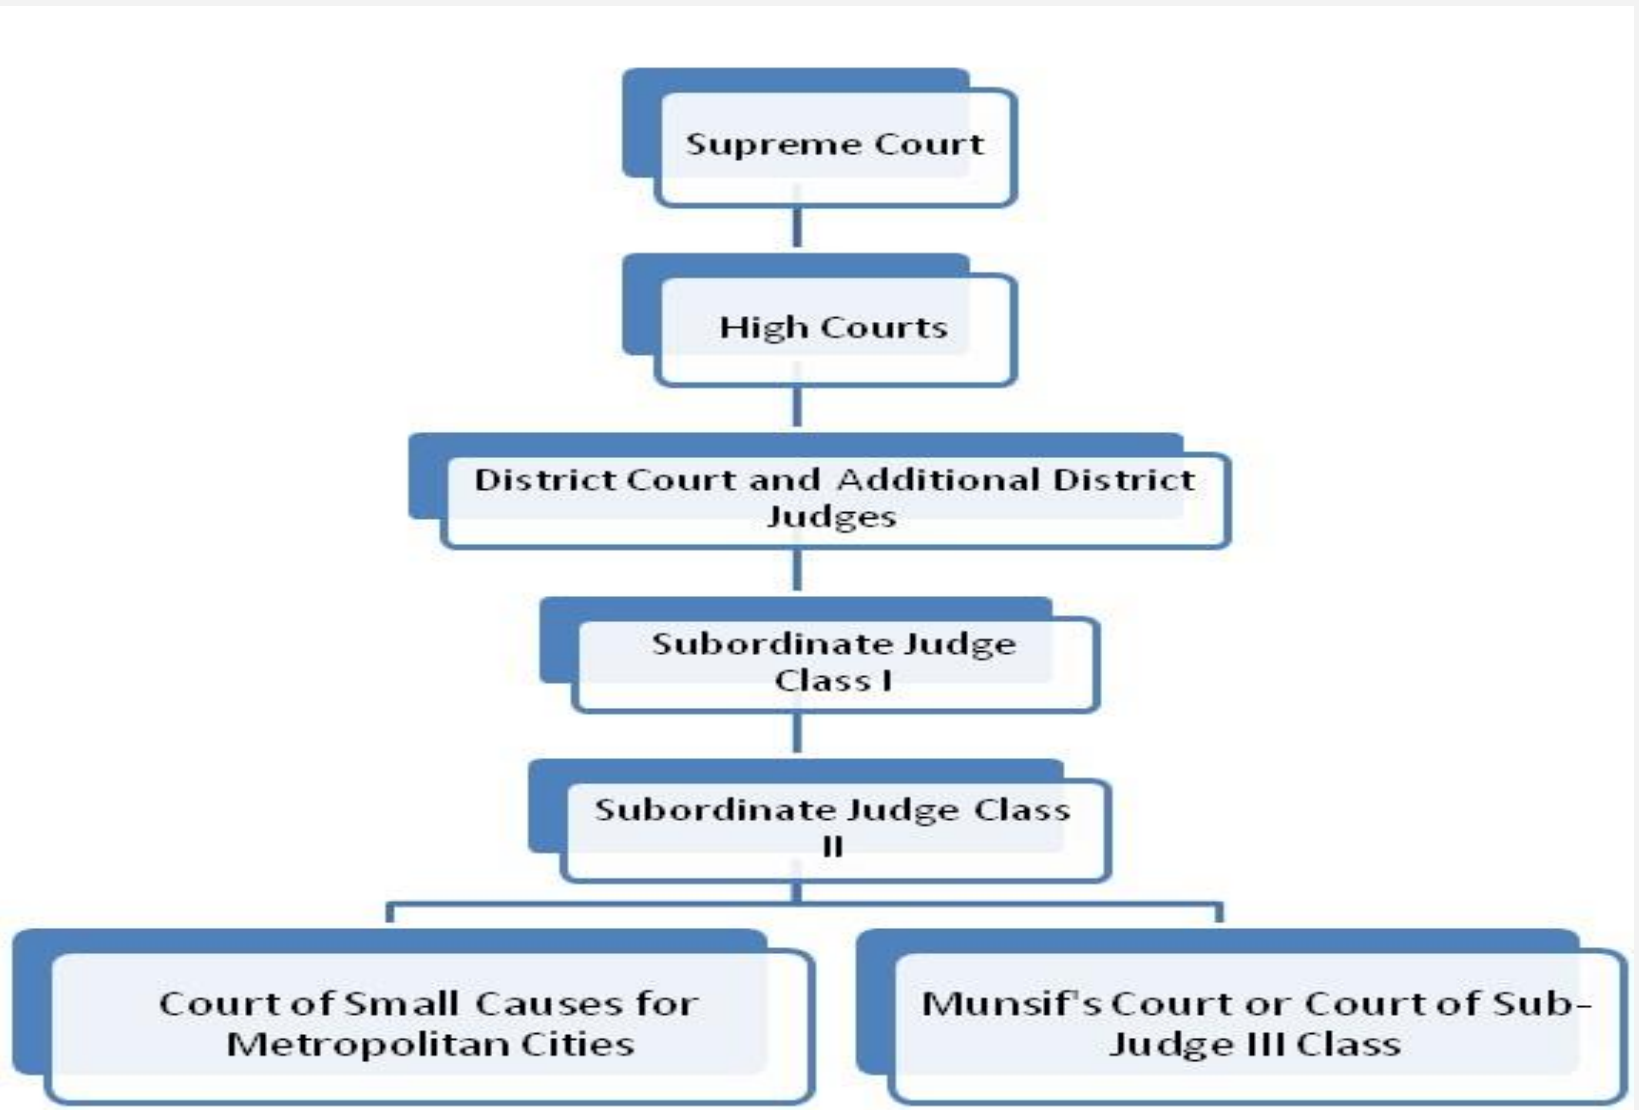 Supreme Court
High Courts
District Court and Additional District
Judges
Subordinate Judge
Class I
Subordinate Judge Class
II
Court of Small Causes for
Metropolitan Cities
Munsif's Court or Court of Sub-
Judge III Class